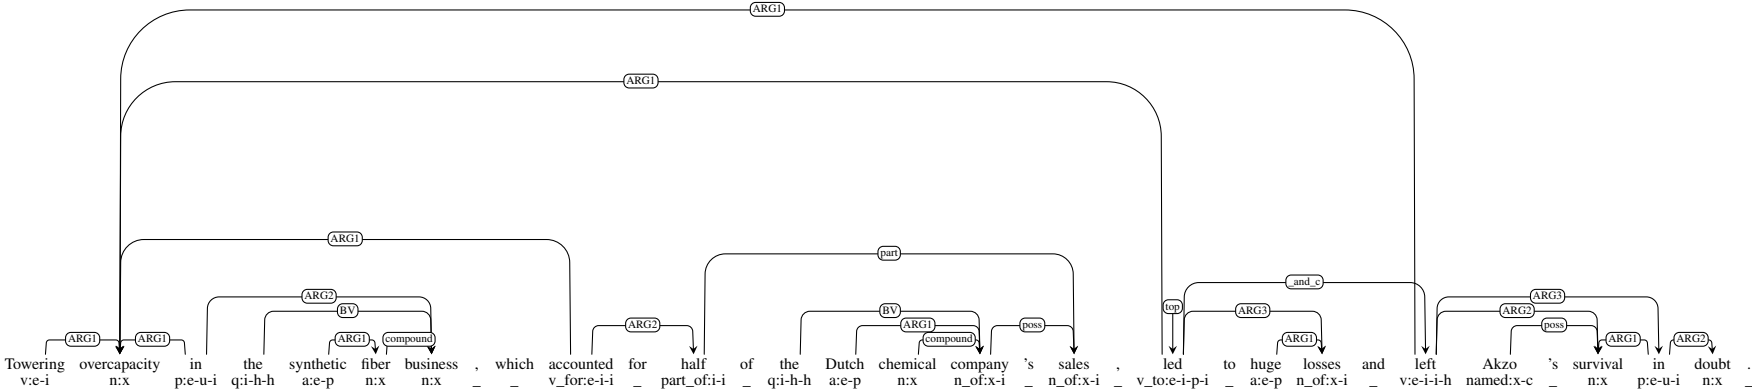 ARG1
ARG1
ARG1
part
_and_c
ARG2 ARG3
top
BV BV ARG3 ARG2
ARG2 ARG1 poss poss
ARG1 ARG1 ARG1 compound compound ARG1 ARG1 ARG2
Towering overcapacity in the synthetic fiber business , which accounted for half of the Dutch chemical company 's sales , led to huge losses and left Akzo 's survival in doubt .
v:e-i n:x p:e-u-i q:i-h-h a:e-p n:x n:x _ _ v_for:e-i-i _ part_of:i-i _ q:i-h-h a:e-p n:x n_of:x-i _ n_of:x-i _ v_to:e-i-p-i _ a:e-p n_of:x-i _ v:e-i-i-h named:x-c _ n:x p:e-u-i n:x _